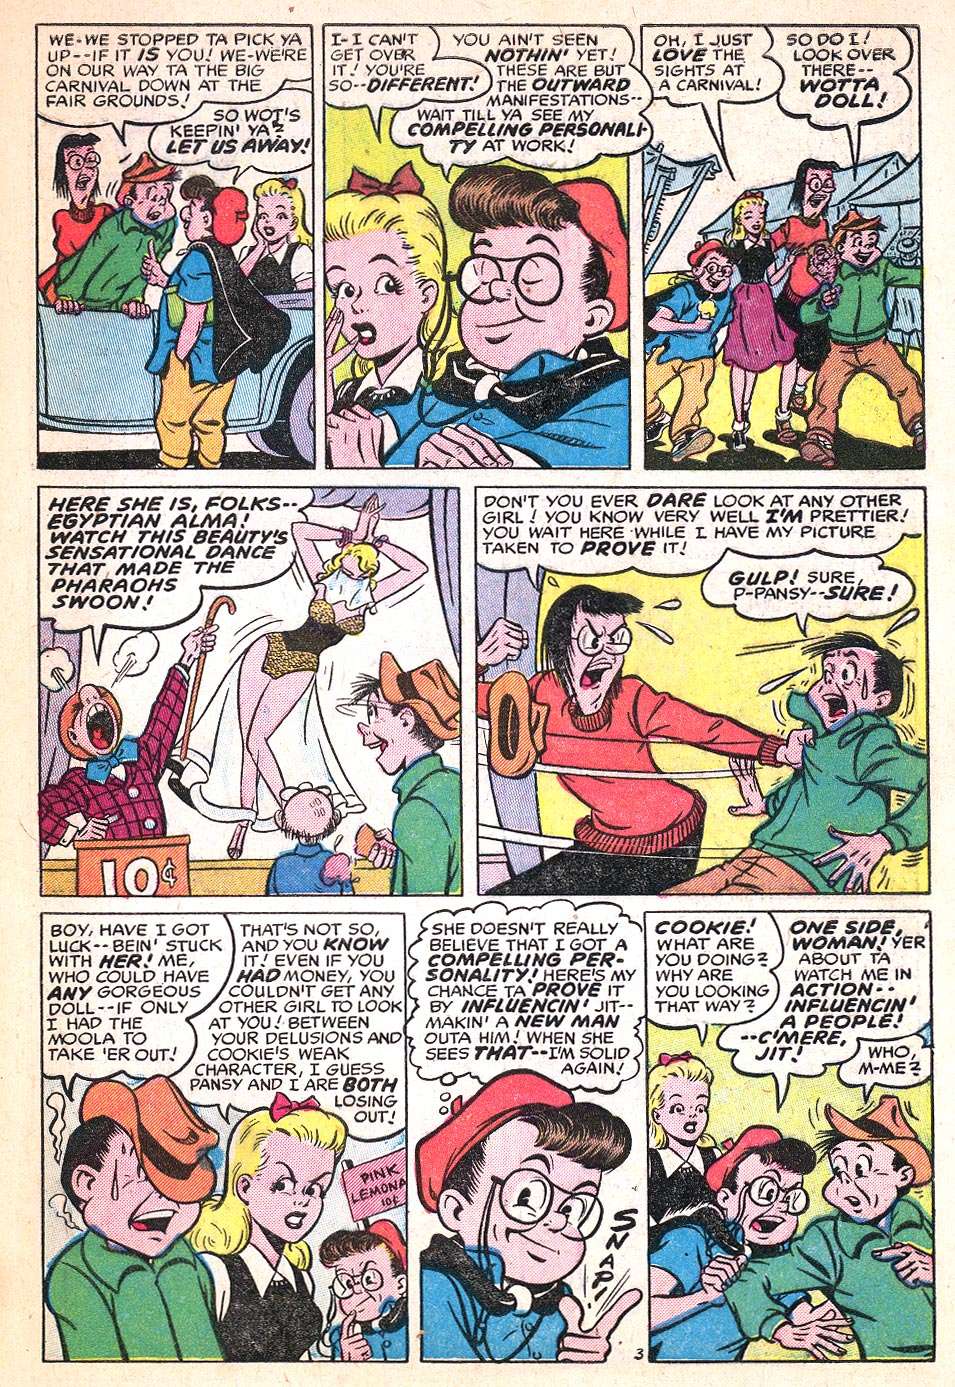 WE-WE STOPPED TA PICK YA
UP--IF IT IS YOU! WE-WE'RE
ON OUR WAY TA THE BIG
CARNIVAL DOWN AT THE
FAIR GROUNDS!
SO WOT'S
KEEPIN' YA?
LET US AWAY!
I-I CAN'T
GET OVER
IT! YOU'RE
SO--DIFFERENT!
YOU AIN'T SEEN
NOTHIN' YET!
THESE ARE BUT
THE OUTWARD
MANIFESTATIONS--
WAIT TILL YA SEE MY
COMPELLING PERSONALI-
TY AT WORK!
OH, I JUST
LOVE THE
SIGHTS AT
A CARNIVAL!
SO DO I!
LOOK OVER
THERE--
WOTTA
DOLL!
HERE SHE IS, FOLKS--
EGYPTIAN ALMA!
WATCH THIS BEAUTY'S
SENSATIONAL DANCE
THAT MADE THE
PHARAOHS
SWOON!
10¢
DON'T YOU EVER DARE LOOK AT ANY OTHER
GIRL! YOU KNOW VERY WELL I'M PRETTIER!
YOU WAIT HERE WHILE I HAVE MY PICTURE
TAKEN TO PROVE IT!
GULP! SURE,
P-PANSY--SURE!
BOY, HAVE I GOT
LUCK--BEIN' STUCK
WITH HER! ME,
WHO COULD HAVE
ANY GORGEOUS
DOLL--IF ONLY
I HAD THE
MOOLA TO
TAKE 'ER OUT!
THAT'S NOT SO,
AND YOU KNOW
IT! EVEN IF YOU
HAD MONEY, YOU
COULDN'T GET ANY
OTHER GIRL TO LOOK
AT YOU! BETWEEN
YOUR DELUSIONS AND
COOKIE'S WEAK
CHARACTER, I GUESS
PANSY AND I ARE BOTH
LOSING
OUT!
PINK
LEMONA
10¢
SHE DOESN'T REALLY
BELIEVE THAT I GOT A
COMPELLING PER-
SONALITY! HERE'S MY
CHANCE TA PROVE IT
BY INFLUENCIN' JIT--
MAKIN' A NEW MAN
OUTA HIM! WHEN SHE
SEES THAT--I'M SOLID
AGAIN!
SNAP!
3
COOKIE!
WHAT ARE
YOU DOING?
WHY ARE
YOU LOOKING
THAT WAY?
ONE SIDE,
WOMAN! YER
ABOUT TA
WATCH ME IN
ACTION--
INFLUENCIN'
A PEOPLE!
--C'MERE,
JIT!
WHO,
M-ME?